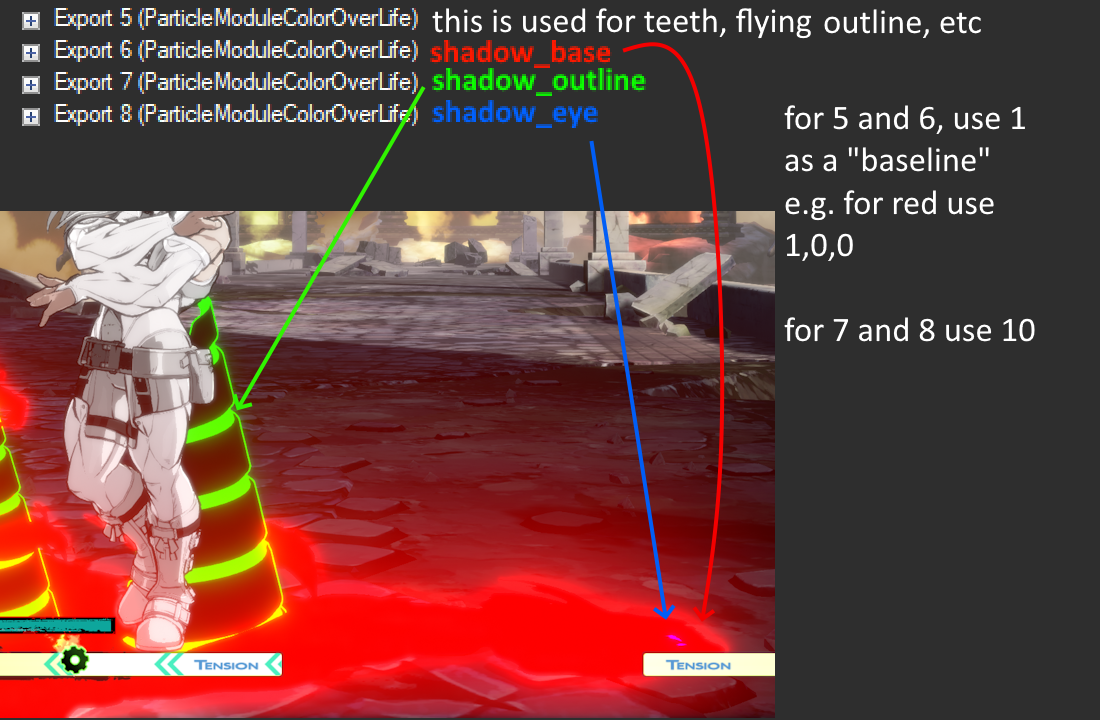 Export 5 (ParticleModuleColorOverLife) this is used for teeth, flying outline, etc
Export 6 (ParticleModuleColorOverLife) shadow_base
Export 7 (ParticleModuleColorOverLife) shadow_outline
Export 8 (ParticleModuleColorOverLife) shadow_eye
for 5 and 6, use 1
as a "baseline"
e.g. for red use
1,0,0
for 7 and 8 use 10
TENSION
TENSION